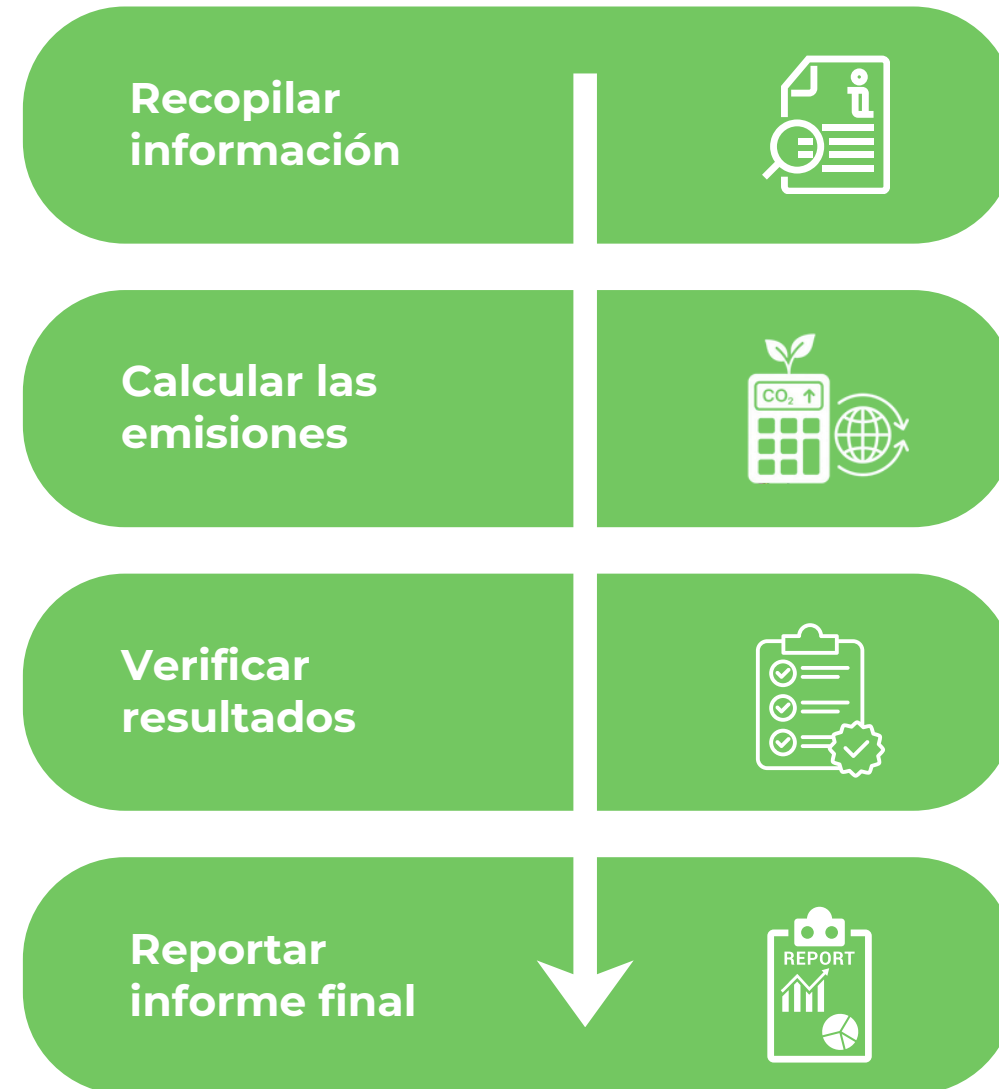 Recopilar
información
Calcular las
emisiones
CO₂ ↑
Verificar
resultados
Reportar
informe final
REPORT